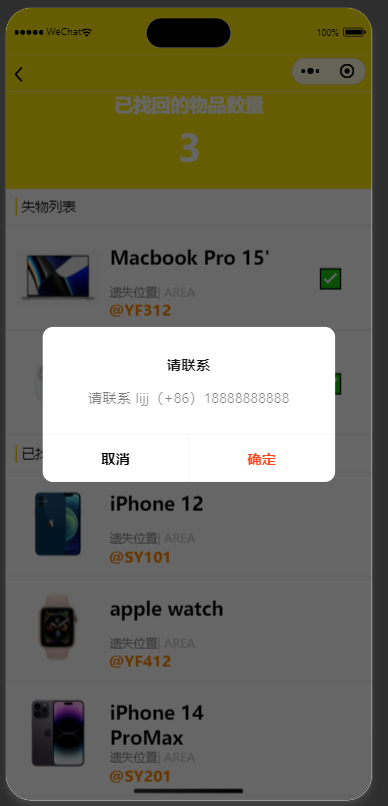 WeChat
100%
已找回的物品数量
3
失物列表
Macbook Pro 15'
遗失位置| AREA
@YF312
请联系
请联系 lijj（+86）18888888888
取消
确定
已找
iPhone 12
遗失位置| AREA
@SY101
apple watch
遗失位置| AREA
@YF412
iPhone 14
ProMax
遗失位置| AREA
@SY201